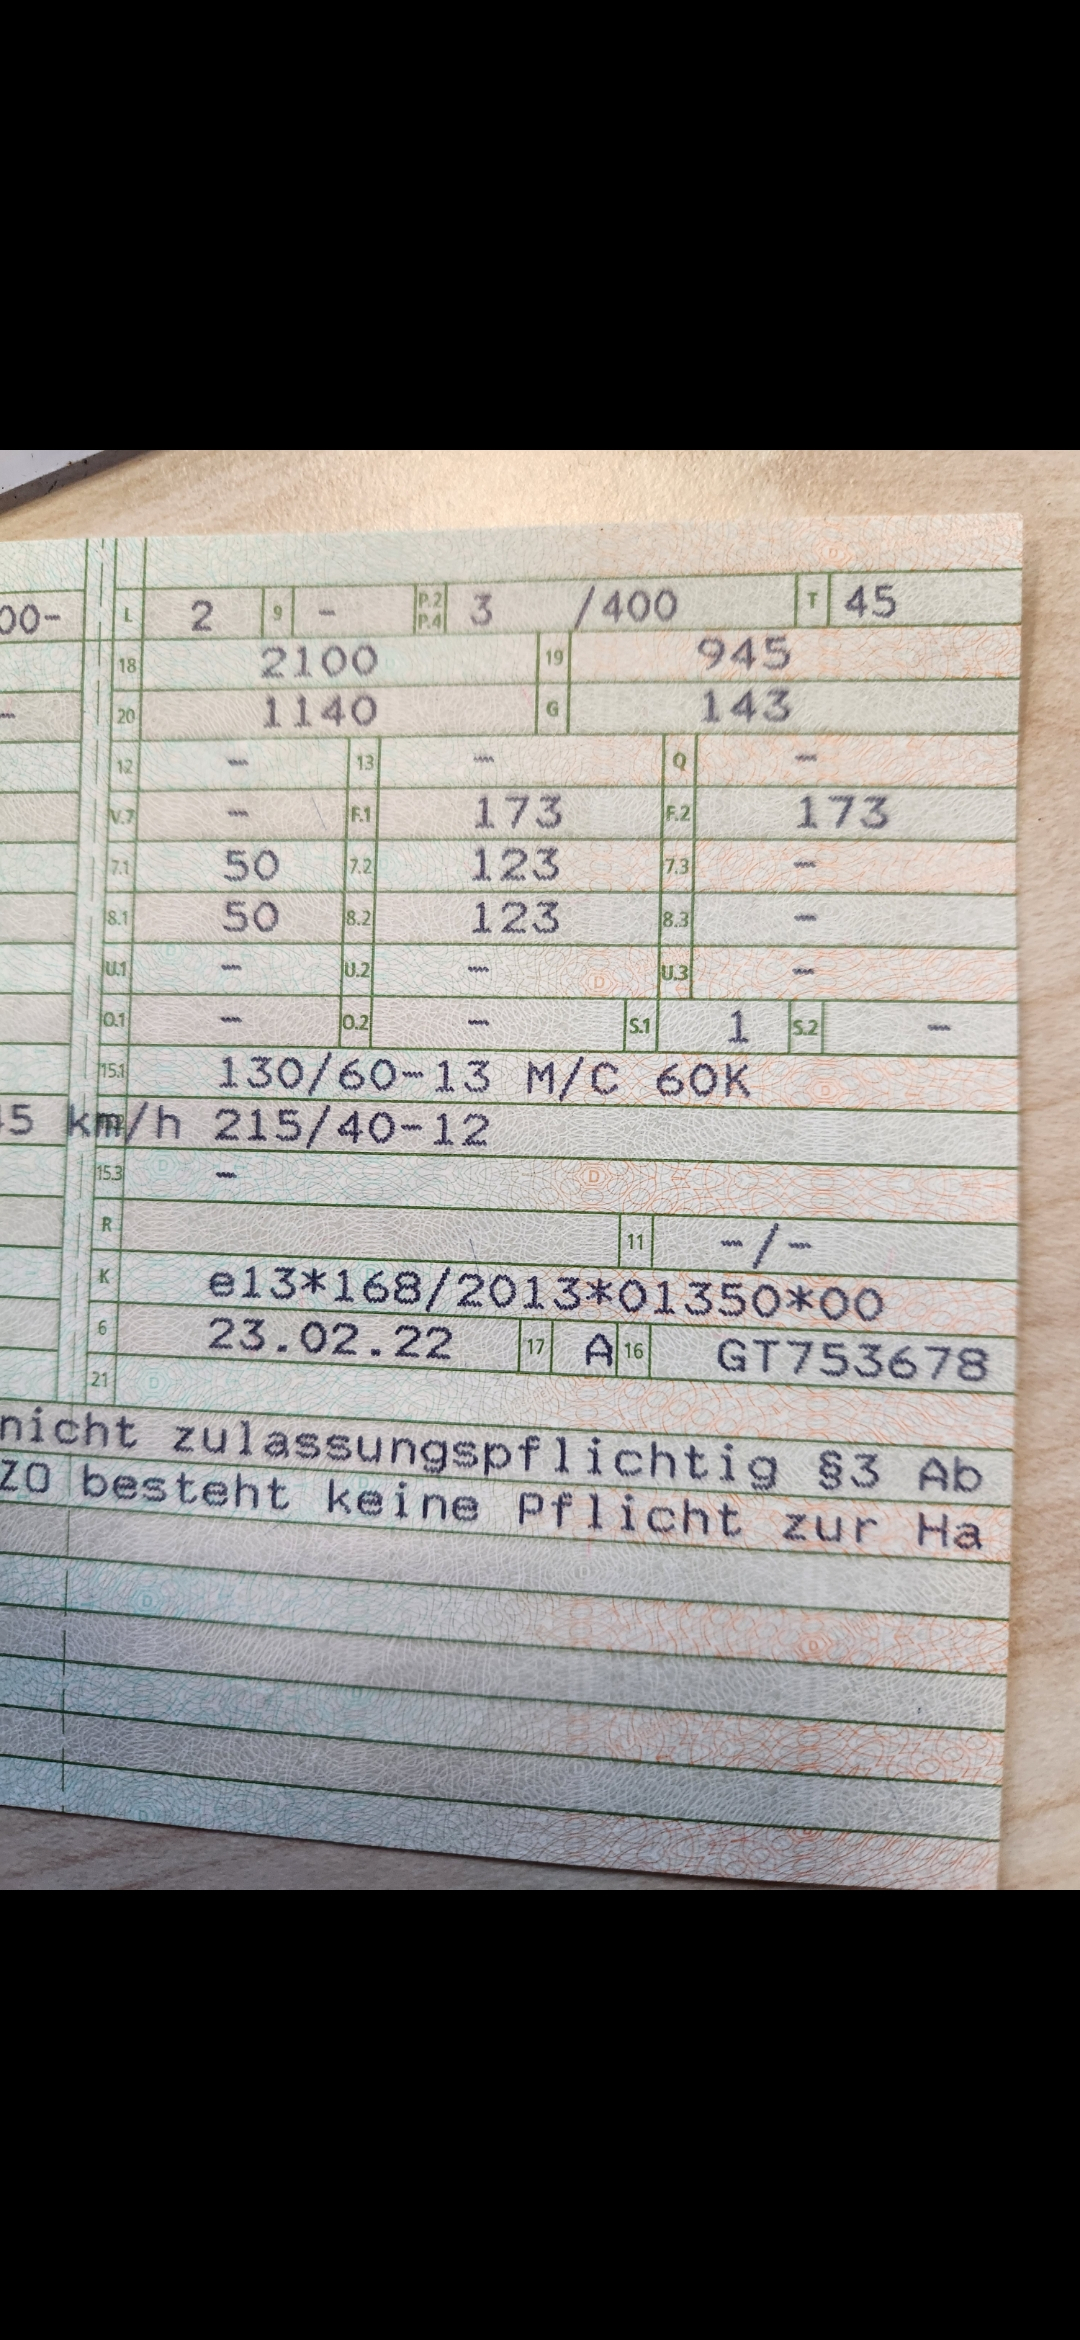 00- L 2 9 - P.2 P.4 3 /400 T 45
18 2100 19 945
- 20 1140 G 143
12 - 13 - Q -
V.7 - F.1 173 F.2 173
7.1 50 7.2 123 7.3 -
8.1 50 8.2 123 8.3 -
U.1 - U.2 - U.3 -
O.1 - O.2 - S.1 1 S.2 -
15.1 130/60-13 M/C 60K
45 km/h 215/40-12
15.3 -
R 11 -/-
K e13*168/2013*01350*00
6 23.02.22 17 A 16 GT753678
21
nicht zulassungspflichtig §3 Ab
ZO besteht keine Pflicht zur Ha